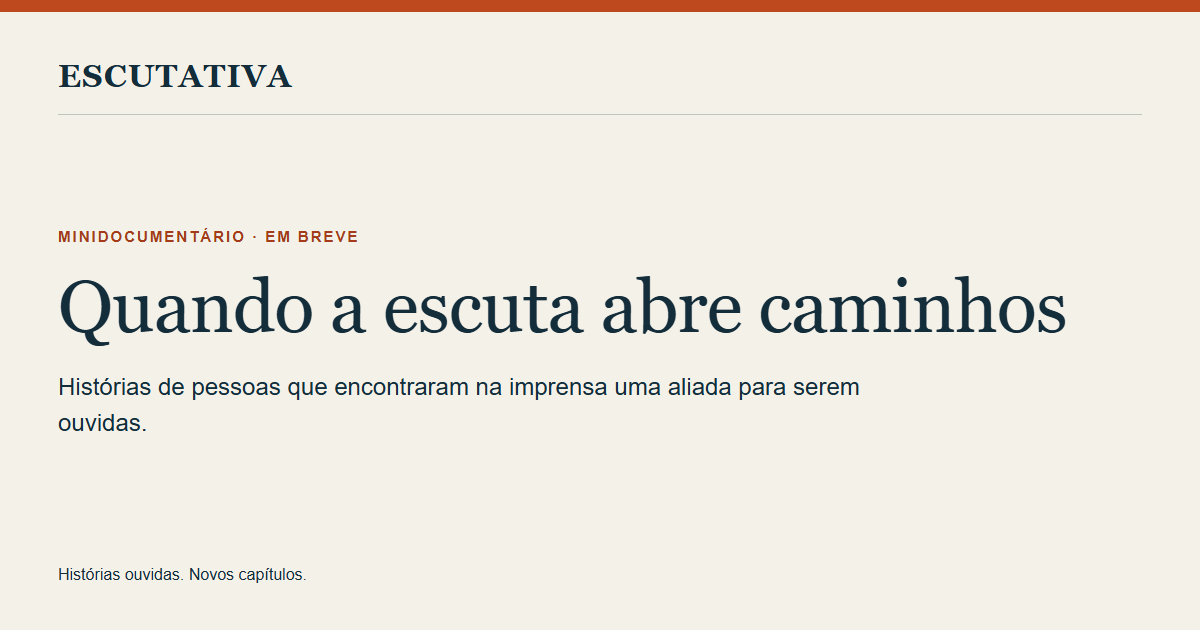 ESCUTATIVA
MINIDOCUMENTÁRIO · EM BREVE
Quando a escuta abre caminhos
Histórias de pessoas que encontraram na imprensa uma aliada para serem
ouvidas.
Histórias ouvidas. Novos capítulos.